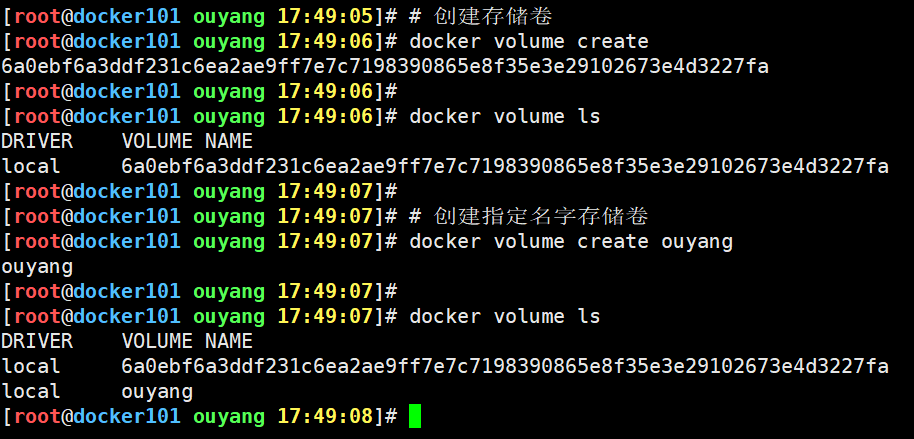 [root@docker101 ouyang 17:49:05]# # 创建存储卷
[root@docker101 ouyang 17:49:06]# docker volume create
6a0ebf6a3ddf231c6ea2ae9ff7e7c7198390865e8f35e3e29102673e4d3227fa
[root@docker101 ouyang 17:49:06]#
[root@docker101 ouyang 17:49:06]# docker volume ls
DRIVER    VOLUME NAME
local     6a0ebf6a3ddf231c6ea2ae9ff7e7c7198390865e8f35e3e29102673e4d3227fa
[root@docker101 ouyang 17:49:07]#
[root@docker101 ouyang 17:49:07]# # 创建指定名字存储卷
[root@docker101 ouyang 17:49:07]# docker volume create ouyang
ouyang
[root@docker101 ouyang 17:49:07]#
[root@docker101 ouyang 17:49:07]# docker volume ls
DRIVER    VOLUME NAME
local     6a0ebf6a3ddf231c6ea2ae9ff7e7c7198390865e8f35e3e29102673e4d3227fa
local     ouyang
[root@docker101 ouyang 17:49:08]#